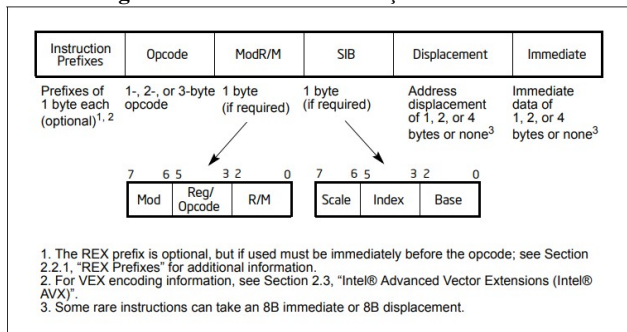 Instruction Prefixes Opcode ModR/M SIB Displacement Immediate
Prefixes of 1 byte each (optional)1, 2
1-, 2-, or 3-byte opcode
1 byte (if required)
1 byte (if required)
Address displacement of 1, 2, or 4 bytes or none3
Immediate data of 1, 2, or 4 bytes or none3
7 6 5 3 2 0
Mod Reg/Opcode R/M
7 6 5 3 2 0
Scale Index Base
1. The REX prefix is optional, but if used must be immediately before the opcode; see Section
2.2.1, “REX Prefixes” for additional information.
2. For VEX encoding information, see Section 2.3, “Intel® Advanced Vector Extensions (Intel®
AVX)”.
3. Some rare instructions can take an 8B immediate or 8B displacement.